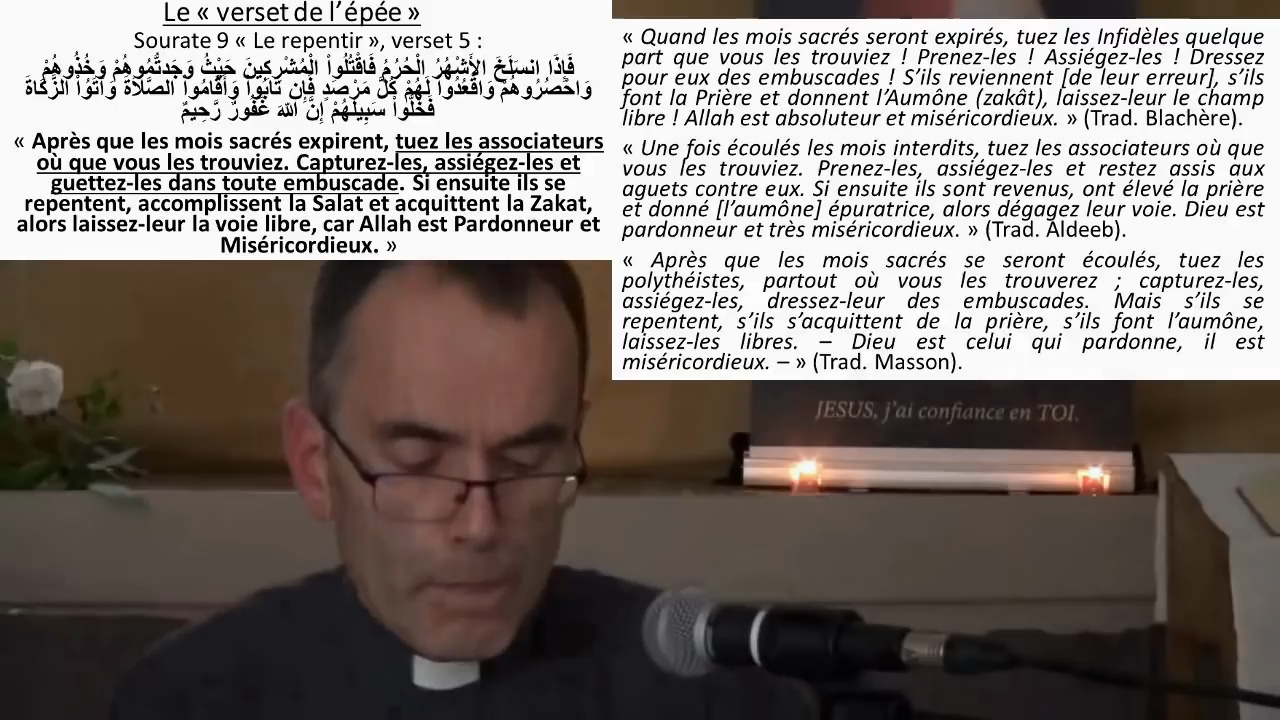 Le « verset de l'épée »
Sourate 9 « Le repentir », verset 5 :
فَإِذَا انسَلَخَ الأَشْهُرُ الْحُرُمُ فَاقْتُلُواْ الْمُشْرِكِينَ حَيْثُ وَجَدتُّمُوهُمْ وَخُذُوهُمْ
وَاحْصُرُوهُمْ وَاقْعُدُواْ لَهُمْ كُلَّ مَرْصَدٍ فَإِن تَابُواْ وَأَقَامُواْ الصَّلاَةَ وَآتَوُاْ الزَّكَاةَ
فَخَلُّواْ سَبِيلَهُمْ إِنَّ اللّهَ غَفُورٌ رَّحِيمٌ
« Après que les mois sacrés expirent, tuez les associateurs
où que vous les trouviez. Capturez-les, assiégez-les et
guettez-les dans toute embuscade. Si ensuite ils se
repentent, accomplissent la Salat et acquittent la Zakat,
alors laissez-leur la voie libre, car Allah est Pardonneur et
Miséricordieux. »
« Quand les mois sacrés seront expirés, tuez les Infidèles quelque
part que vous les trouviez ! Prenez-les ! Assiégez-les ! Dressez
pour eux des embuscades ! S'ils reviennent [de leur erreur], s'ils
font la Prière et donnent l'Aumône (zakât), laissez-leur le champ
libre ! Allah est absoluteur et miséricordieux. » (Trad. Blachère).
« Une fois écoulés les mois interdits, tuez les associateurs où que
vous les trouviez. Prenez-les, assiégez-les et restez assis aux
aguets contre eux. Si ensuite ils sont revenus, ont élevé la prière
et donné [l'aumône] épuratrice, alors dégagez leur voie. Dieu est
pardonneur et très miséricordieux. » (Trad. Aldeeb).
« Après que les mois sacrés se seront écoulés, tuez les
polythéistes, partout où vous les trouverez ; capturez-les,
assiégez-les, dressez-leur des embuscades. Mais s'ils se
repentent, s'ils s'acquittent de la prière, s'ils font l'aumône,
laissez-les libres. – Dieu est celui qui pardonne, il est
miséricordieux. – » (Trad. Masson).
JESUS, j'ai confiance en TOI.